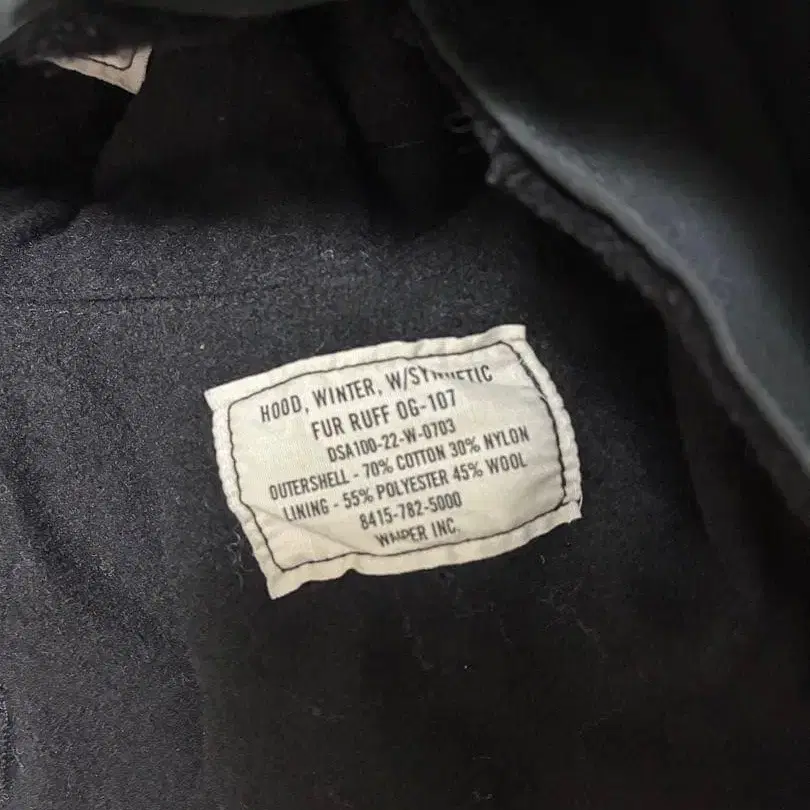 HOOD, WINTER, W/SYNTHETIC
FUR RUFF OG-107
DSA100-22-W-0703
OUTERSHELL - 70% COTTON 30% NYLON
LINING - 55% POLYESTER 45% WOOL
8415-782-5000
INC.